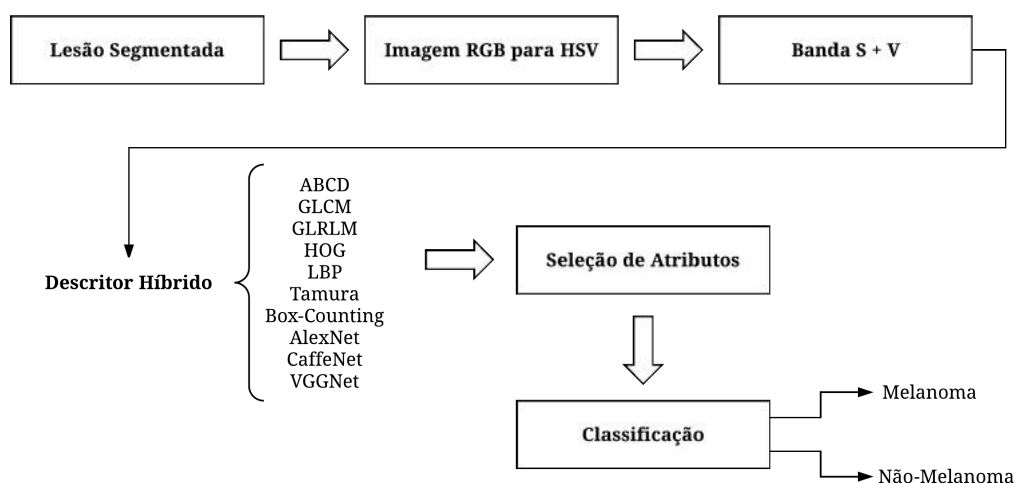 Lesão Segmentada
Imagem RGB para HSV
Banda S + V
Descritor Híbrido
ABCD
GLCM
GLRLM
HOG
LBP
Tamura
Box-Counting
AlexNet
CaffeNet
VGGNet
Seleção de Atributos
Classificação
Melanoma
Não-Melanoma